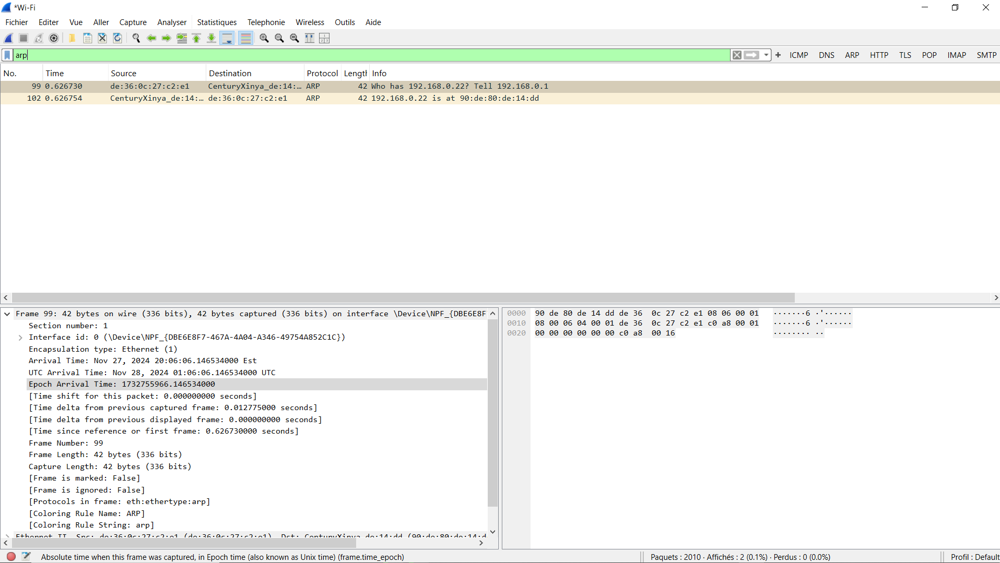 *Wi-Fi
Fichier Editer Vue Aller Capture Analyser Statistiques Telephonie Wireless Outils Aide
arp
+ ICMP DNS ARP HTTP TLS POP IMAP SMTP
No. Time Source Destination Protocol Length Info
99 0.626730 de:36:0c:27:c2:e1 CenturyXinya_de:14:… ARP 42 Who has 192.168.0.22? Tell 192.168.0.1
102 0.626754 CenturyXinya_de:14:… de:36:0c:27:c2:e1 ARP 42 192.168.0.22 is at 90:de:80:de:14:dd
Frame 99: 42 bytes on wire (336 bits), 42 bytes captured (336 bits) on interface \Device\NPF_{DBE6E8F
Section number: 1
Interface id: 0 (\Device\NPF_{DBE6E8F7-467A-4A04-A346-49754A852C1C})
Encapsulation type: Ethernet (1)
Arrival Time: Nov 27, 2024 20:06:06.146534000 Est
UTC Arrival Time: Nov 28, 2024 01:06:06.146534000 UTC
Epoch Arrival Time: 1732755966.146534000
[Time shift for this packet: 0.000000000 seconds]
[Time delta from previous captured frame: 0.012775000 seconds]
[Time delta from previous displayed frame: 0.000000000 seconds]
[Time since reference or first frame: 0.626730000 seconds]
Frame Number: 99
Frame Length: 42 bytes (336 bits)
Capture Length: 42 bytes (336 bits)
[Frame is marked: False]
[Frame is ignored: False]
[Protocols in frame: eth:ethertype:arp]
[Coloring Rule Name: ARP]
[Coloring Rule String: arp]
Ethernet II, Src: de:36:0c:27:c2:e1 (de:36:0c:27:c2:e1), Dst: CenturyXinya_de:14:dd (90:de:80:de:14:d
0000 90 de 80 de 14 dd de 36 0c 27 c2 e1 08 06 00 01 ·······6 ·'······
0010 08 00 06 04 00 01 de 36 0c 27 c2 e1 c0 a8 00 01 ·······6 ·'······
0020 00 00 00 00 00 00 c0 a8 00 16 ········ ··
Absolute time when this frame was captured, in Epoch time (also known as Unix time) (frame.time_epoch)
Paquets : 2010 · Affichés : 2 (0.1%) · Perdus : 0 (0.0%)
Profil : Default